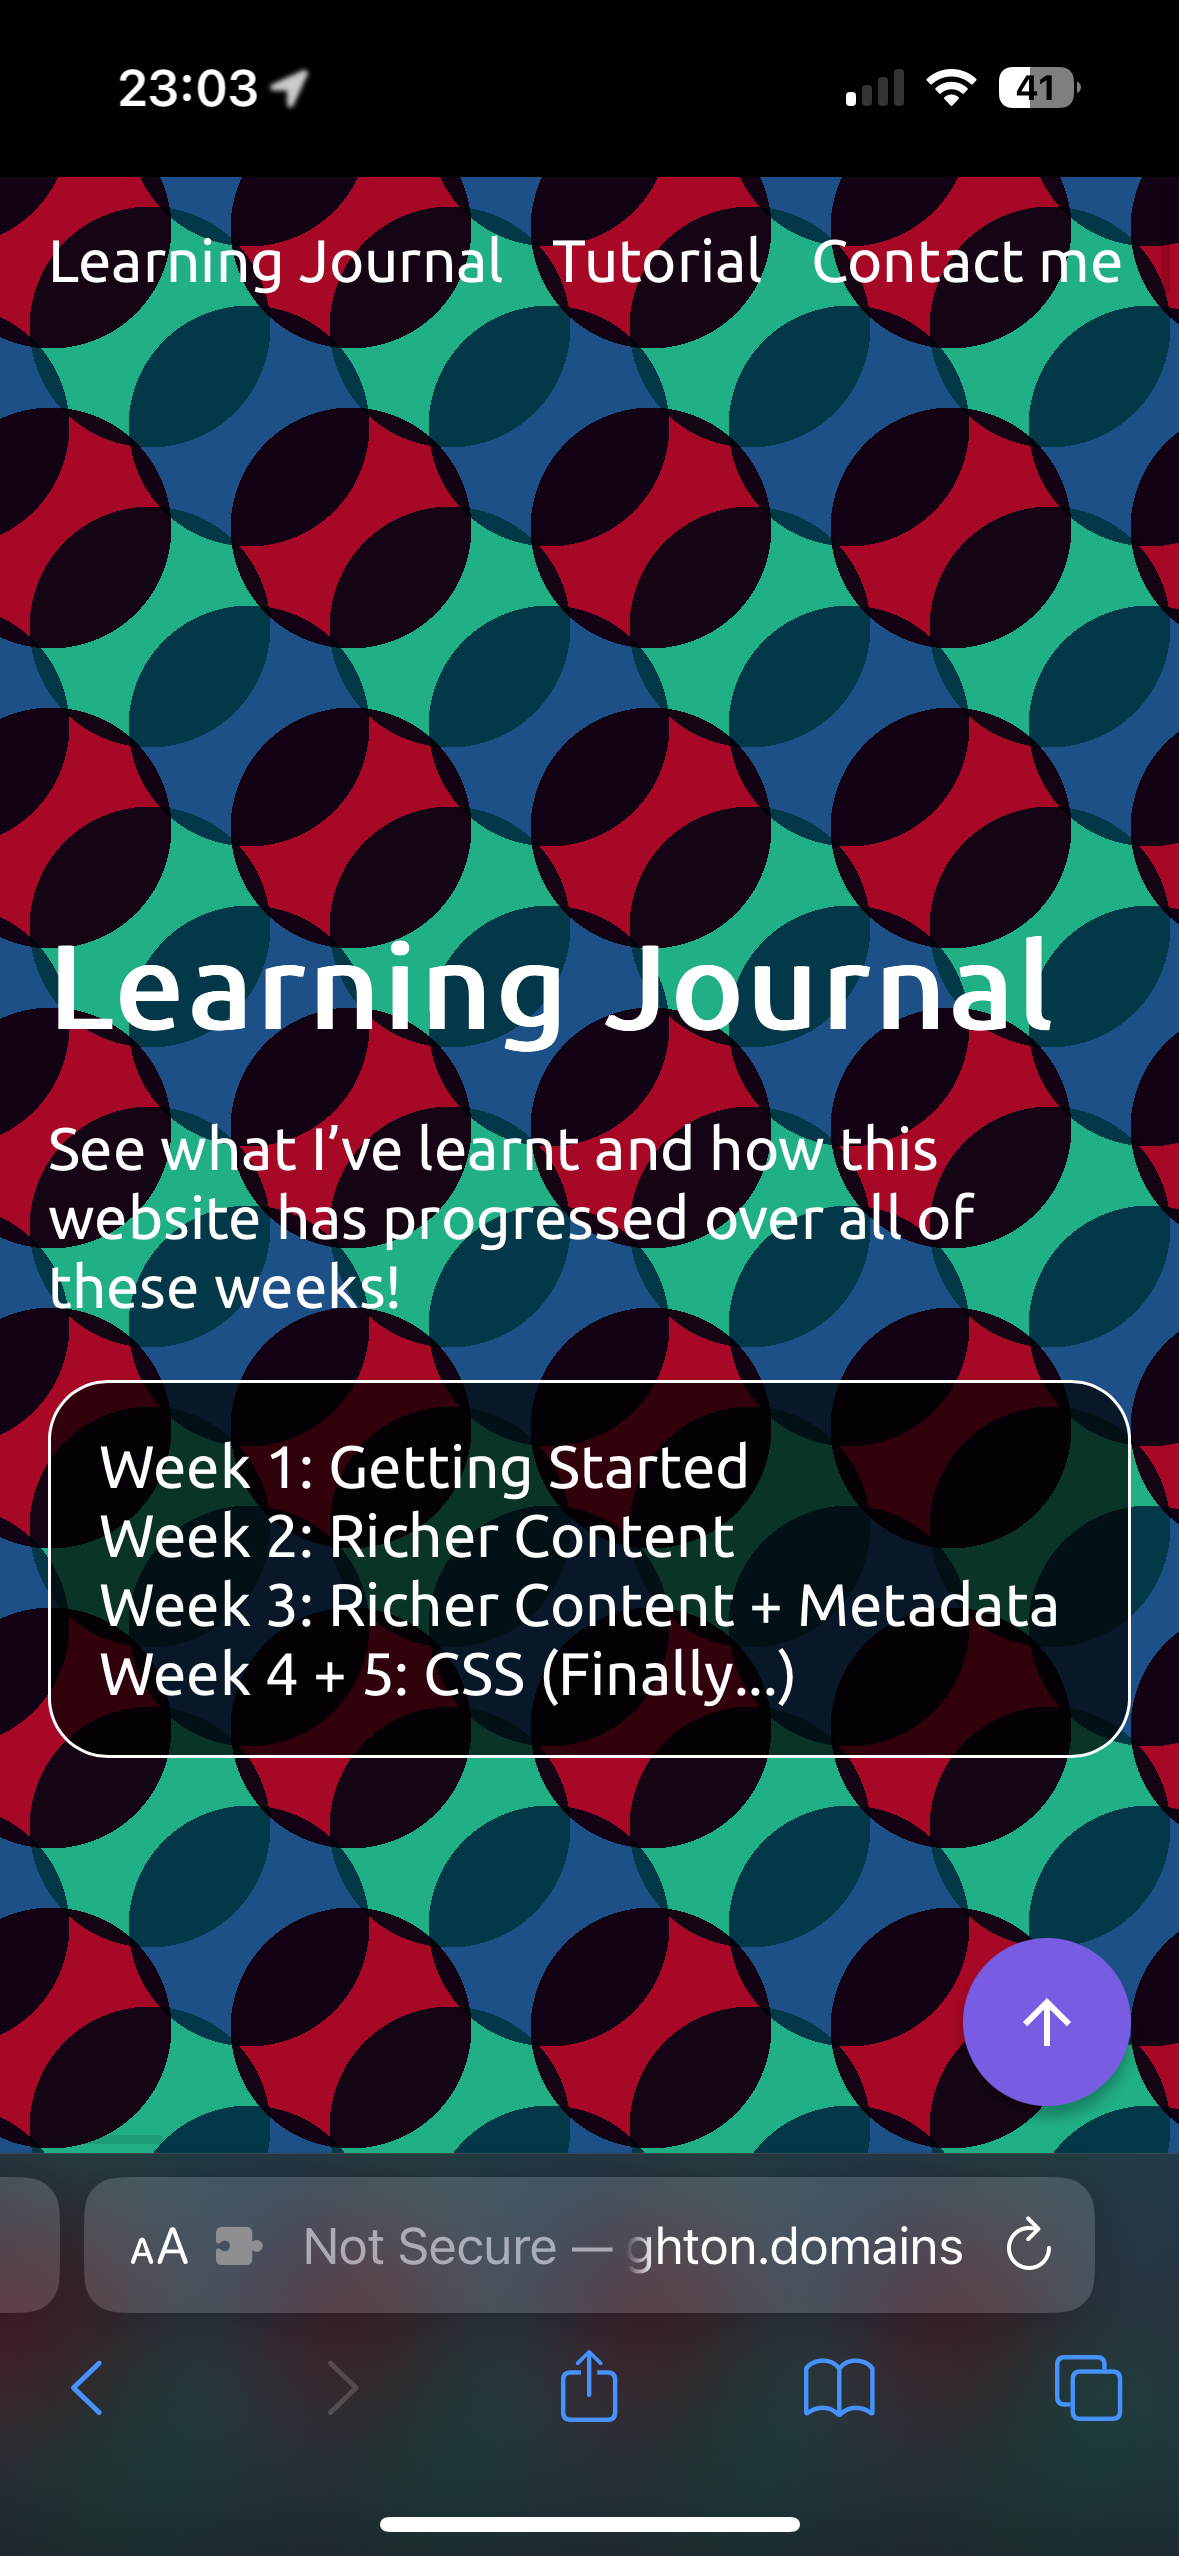 23:03
41
Learning Journal Tutorial Contact me
Learning Journal
See what I’ve learnt and how this
website has progressed over all of
these weeks!
Week 1: Getting Started
Week 2: Richer Content
Week 3: Richer Content + Metadata
Week 4 + 5: CSS (Finally...)
AA Not Secure — ghton.domains